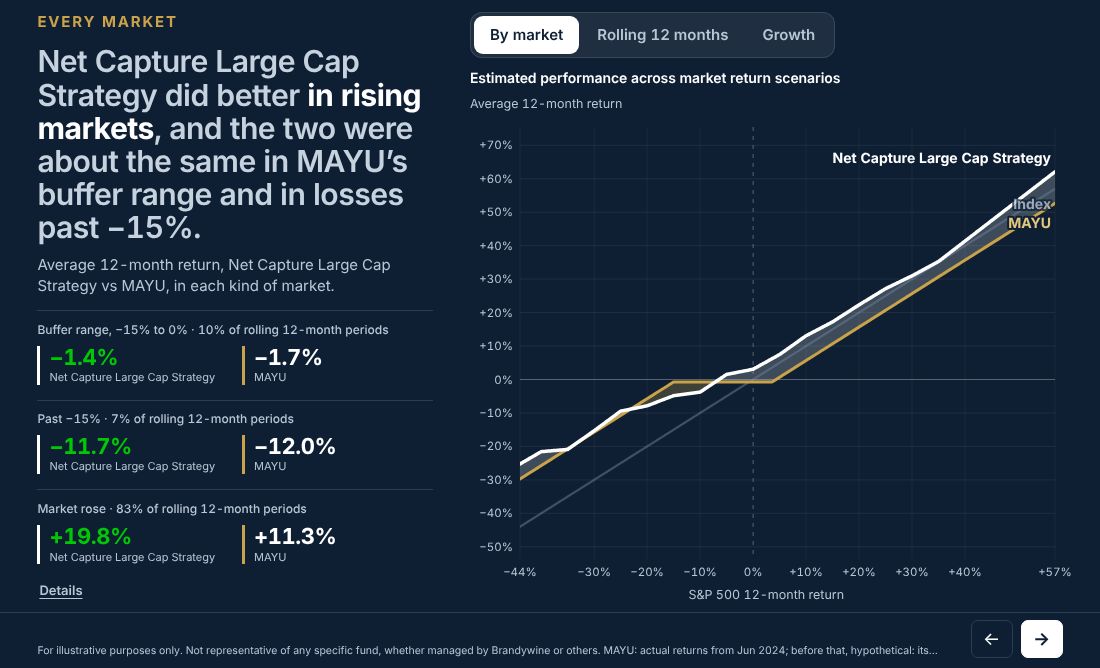 EVERY MARKET
Net Capture Large Cap
Strategy did better in rising
markets, and the two were
about the same in MAYU’s
buffer range and in losses
past −15%.
Average 12-month return, Net Capture Large Cap
Strategy vs MAYU, in each kind of market.
Buffer range, −15% to 0% · 10% of rolling 12-month periods
−1.4%
Net Capture Large Cap Strategy
−1.7%
MAYU
Past −15% · 7% of rolling 12-month periods
−11.7%
Net Capture Large Cap Strategy
−12.0%
MAYU
Market rose · 83% of rolling 12-month periods
+19.8%
Net Capture Large Cap Strategy
+11.3%
MAYU
Details
By market
Rolling 12 months
Growth
Estimated performance across market return scenarios
Average 12-month return
+70%
+60%
+50%
+40%
+30%
+20%
+10%
0%
−10%
−20%
−30%
−40%
−50%
Net Capture Large Cap Strategy
Index
MAYU
−44%
−30%
−20%
−10%
0%
+10%
+20%
+30%
+40%
+57%
S&P 500 12-month return
For illustrative purposes only. Not representative of any specific fund, whether managed by Brandywine or others. MAYU: actual returns from Jun 2024; before that, hypothetical: its...